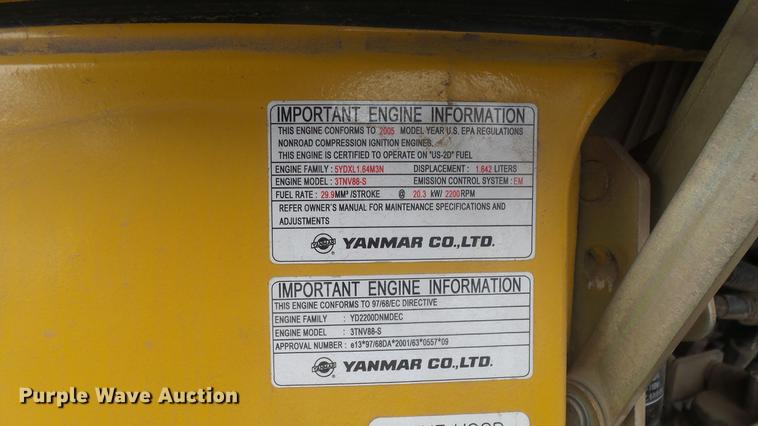 IMPORTANT ENGINE INFORMATION
THIS ENGINE CONFORMS TO 2005 MODEL YEAR U.S. EPA REGULATIONS
NONROAD COMPRESSION IGNITION ENGINES.
THIS ENGINE IS CERTIFIED TO OPERATE ON "US-2D" FUEL
ENGINE FAMILY : 5YDXL1.64M3N DISPLACEMENT : 1.642 LITERS
ENGINE MODEL : 3TNV88-S EMISSION CONTROL SYSTEM : EM
FUEL RATE : 29.9MM³ /STROKE @ 20.3 kW/ 2200RPM
REFER OWNER'S MANUAL FOR MAINTENANCE SPECIFICATIONS AND
ADJUSTMENTS
YANMAR CO.,LTD.
IMPORTANT ENGINE INFORMATION
THIS ENGINE CONFORMS TO 97/68/EC DIRECTIVE
ENGINE FAMILY : YD2200DNMDEC
ENGINE MODEL : 3TNV88-S
APPROVAL NUMBER : e13*97/68DA*2001/63*0557*09
YANMAR CO.,LTD.
Purple Wave Auction